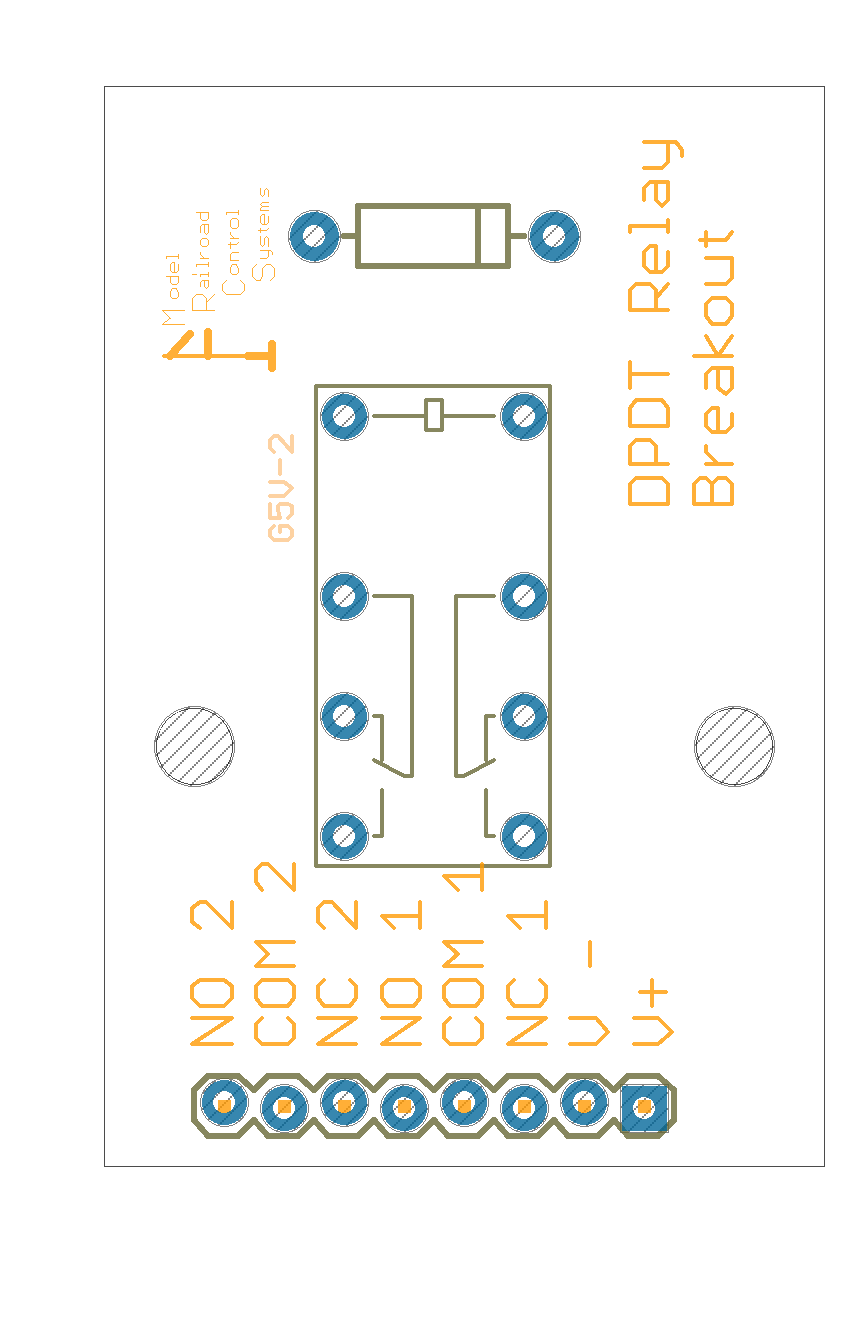 Model
Railroad
Control
Systems
DPDT Relay
Breakout
G5V-2
NO 2
COM 2
NC 2
NO 1
COM 1
NC 1
V -
V+